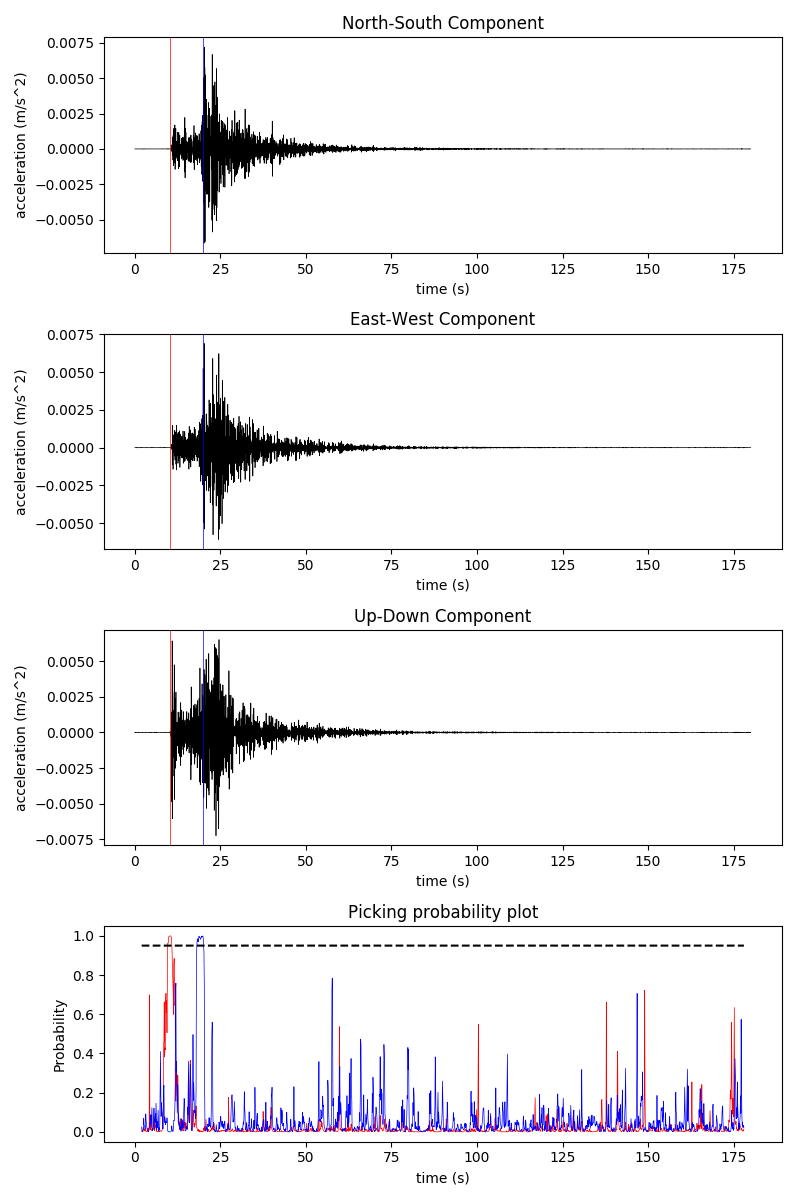 North-South Component
0.0075
0.0050
0.0025
0.0000
−0.0025
−0.0050
acceleration (m/s^2)
0 25 50 75 100 125 150 175
time (s)
East-West Component
0.0075
0.0050
0.0025
0.0000
−0.0025
−0.0050
acceleration (m/s^2)
0 25 50 75 100 125 150 175
time (s)
Up-Down Component
0.0050
0.0025
0.0000
−0.0025
−0.0050
−0.0075
acceleration (m/s^2)
0 25 50 75 100 125 150 175
time (s)
Picking probability plot
1.0
0.8
0.6
0.4
0.2
0.0
Probability
0 25 50 75 100 125 150 175
time (s)